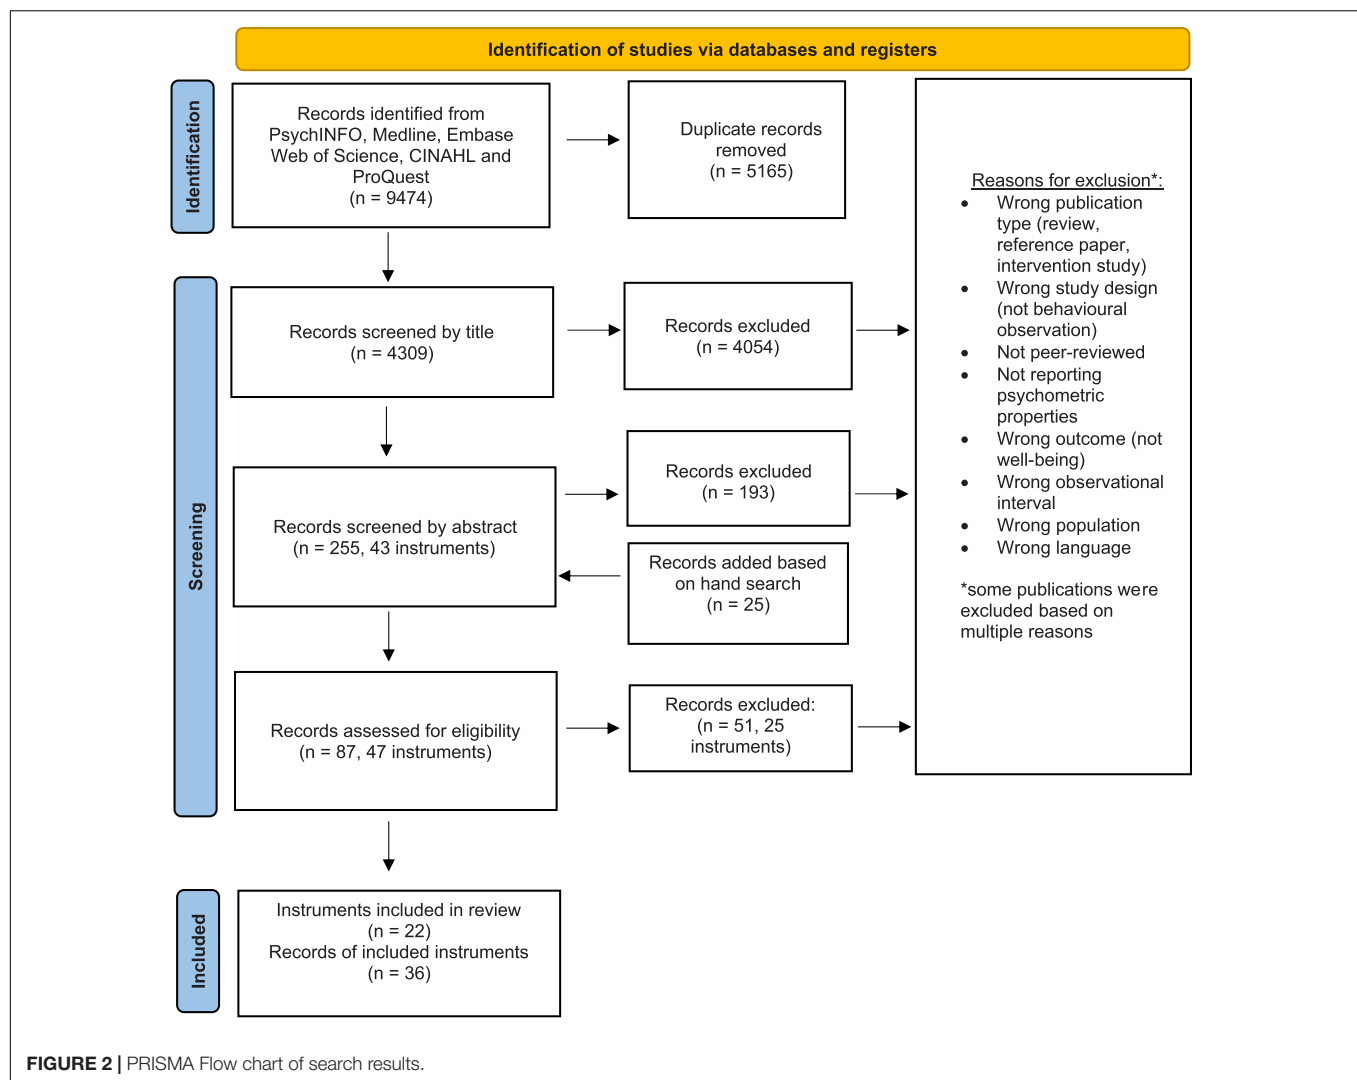 Identification of studies via databases and registers
Identification
Records identified from
PsychINFO, Medline, Embase
Web of Science, CINAHL and
ProQuest
(n = 9474)
Duplicate records
removed
(n = 5165)
Screening
Records screened by title
(n = 4309)
Records excluded
(n = 4054)
Records screened by abstract
(n = 255, 43 instruments)
Records excluded
(n = 193)
Records added based
on hand search
(n = 25)
Records assessed for eligibility
(n = 87, 47 instruments)
Records excluded:
(n = 51, 25
instruments)
Reasons for exclusion*:
• Wrong publication
type (review,
reference paper,
intervention study)
• Wrong study design
(not behavioural
observation)
• Not peer-reviewed
• Not reporting
psychometric
properties
• Wrong outcome (not
well-being)
• Wrong observational
interval
• Wrong population
• Wrong language
*some publications were
excluded based on
multiple reasons
Included
Instruments included in review
(n = 22)
Records of included instruments
(n = 36)
FIGURE 2 | PRISMA Flow chart of search results.